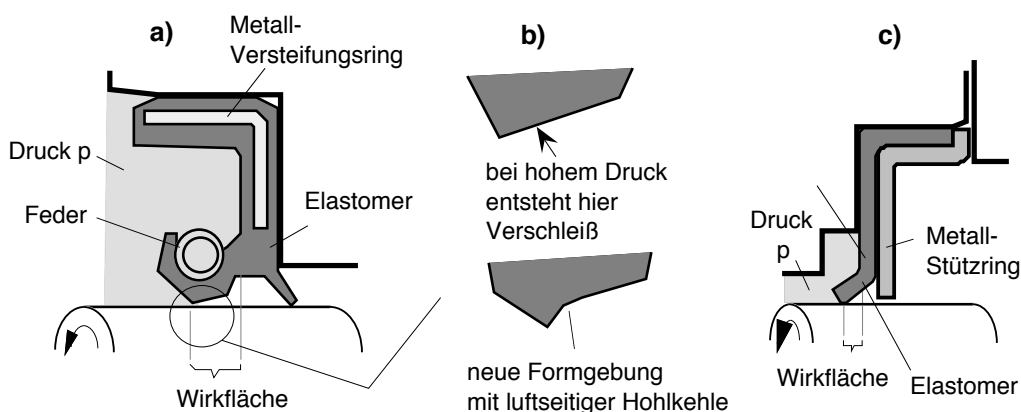 a)
Metall-
Versteifungsring
Druck p
Feder
Elastomer
Wirkfläche
b)
bei hohem Druck
entsteht hier
Verschleiß
neue Formgebung
mit luftseitiger Hohlkehle
c)
Druck
p
Metall-
Stützring
Wirkfläche
Elastomer